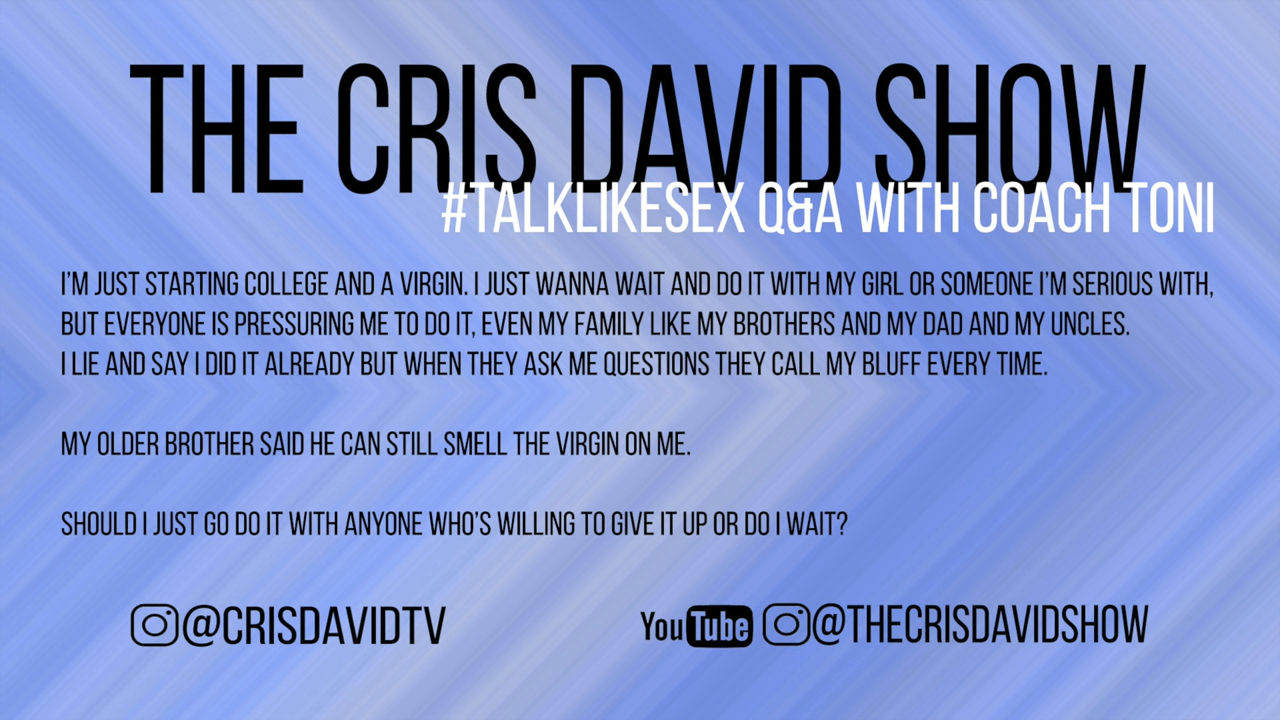 THE CRIS DAVID SHOW
#TALKLIKESEX Q&A WITH COACH TONI
I'M JUST STARTING COLLEGE AND A VIRGIN. I JUST WANNA WAIT AND DO IT WITH MY GIRL OR SOMEONE I'M SERIOUS WITH,
BUT EVERYONE IS PRESSURING ME TO DO IT, EVEN MY FAMILY LIKE MY BROTHERS AND MY DAD AND MY UNCLES.
I LIE AND SAY I DID IT ALREADY BUT WHEN THEY ASK ME QUESTIONS THEY CALL MY BLUFF EVERY TIME.
MY OLDER BROTHER SAID HE CAN STILL SMELL THE VIRGIN ON ME.
SHOULD I JUST GO DO IT WITH ANYONE WHO'S WILLING TO GIVE IT UP OR DO I WAIT?
@CRISDAVIDTV
YouTube @THECRISDAVIDSHOW